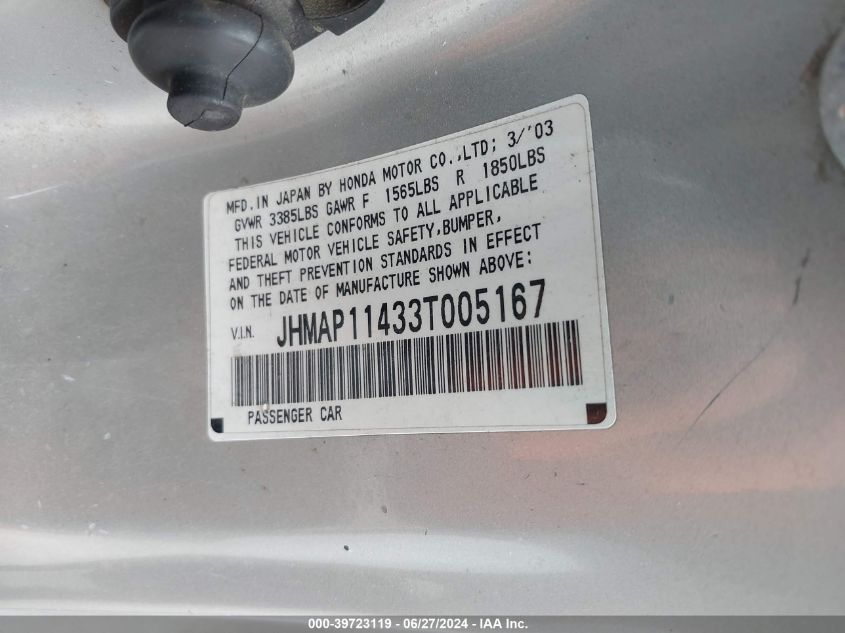 MFD.IN JAPAN BY HONDA MOTOR CO.,LTD; 3/'03
GVWR 3385LBS GAWR F 1565LBS R 1850LBS
THIS VEHICLE CONFORMS TO ALL APPLICABLE
FEDERAL MOTOR VEHICLE SAFETY,BUMPER,
AND THEFT PREVENTION STANDARDS IN EFFECT
ON THE DATE OF MANUFACTURE SHOWN ABOVE:
V.I.N. JHMAP11433T005167
PASSENGER CAR
000-39723119 - 06/27/2024 - IAA Inc.